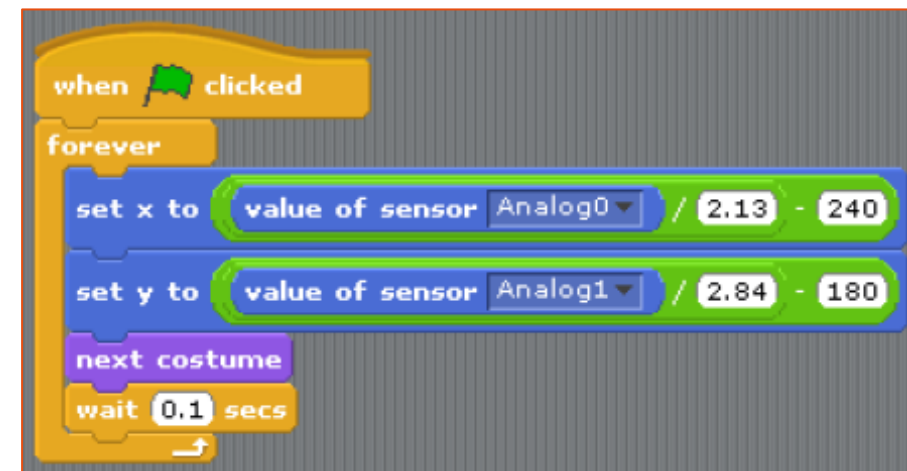 when clicked
forever
set x to value of sensor Analog0 / 2.13 - 240
set y to value of sensor Analog1 / 2.84 - 180
next costume
wait 0.1 secs